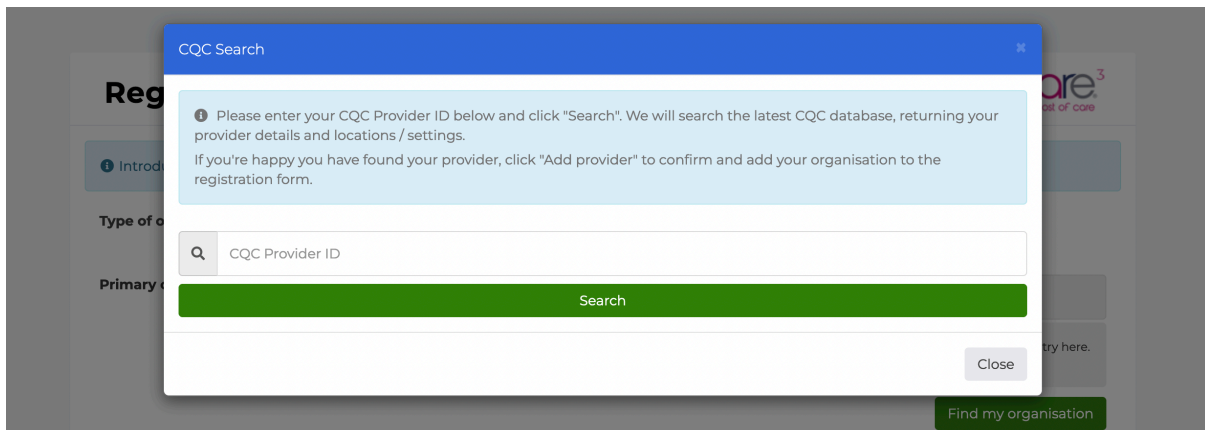 CQC Search
×
Reg
are 3
ost of care
Please enter your CQC Provider ID below and click "Search". We will search the latest CQC database, returning your
provider details and locations / settings.
If you're happy you have found your provider, click "Add provider" to confirm and add your organisation to the
registration form.
Introd
Type of o
CQC Provider ID
Primary
Search
try here.
Close
Find my organisation